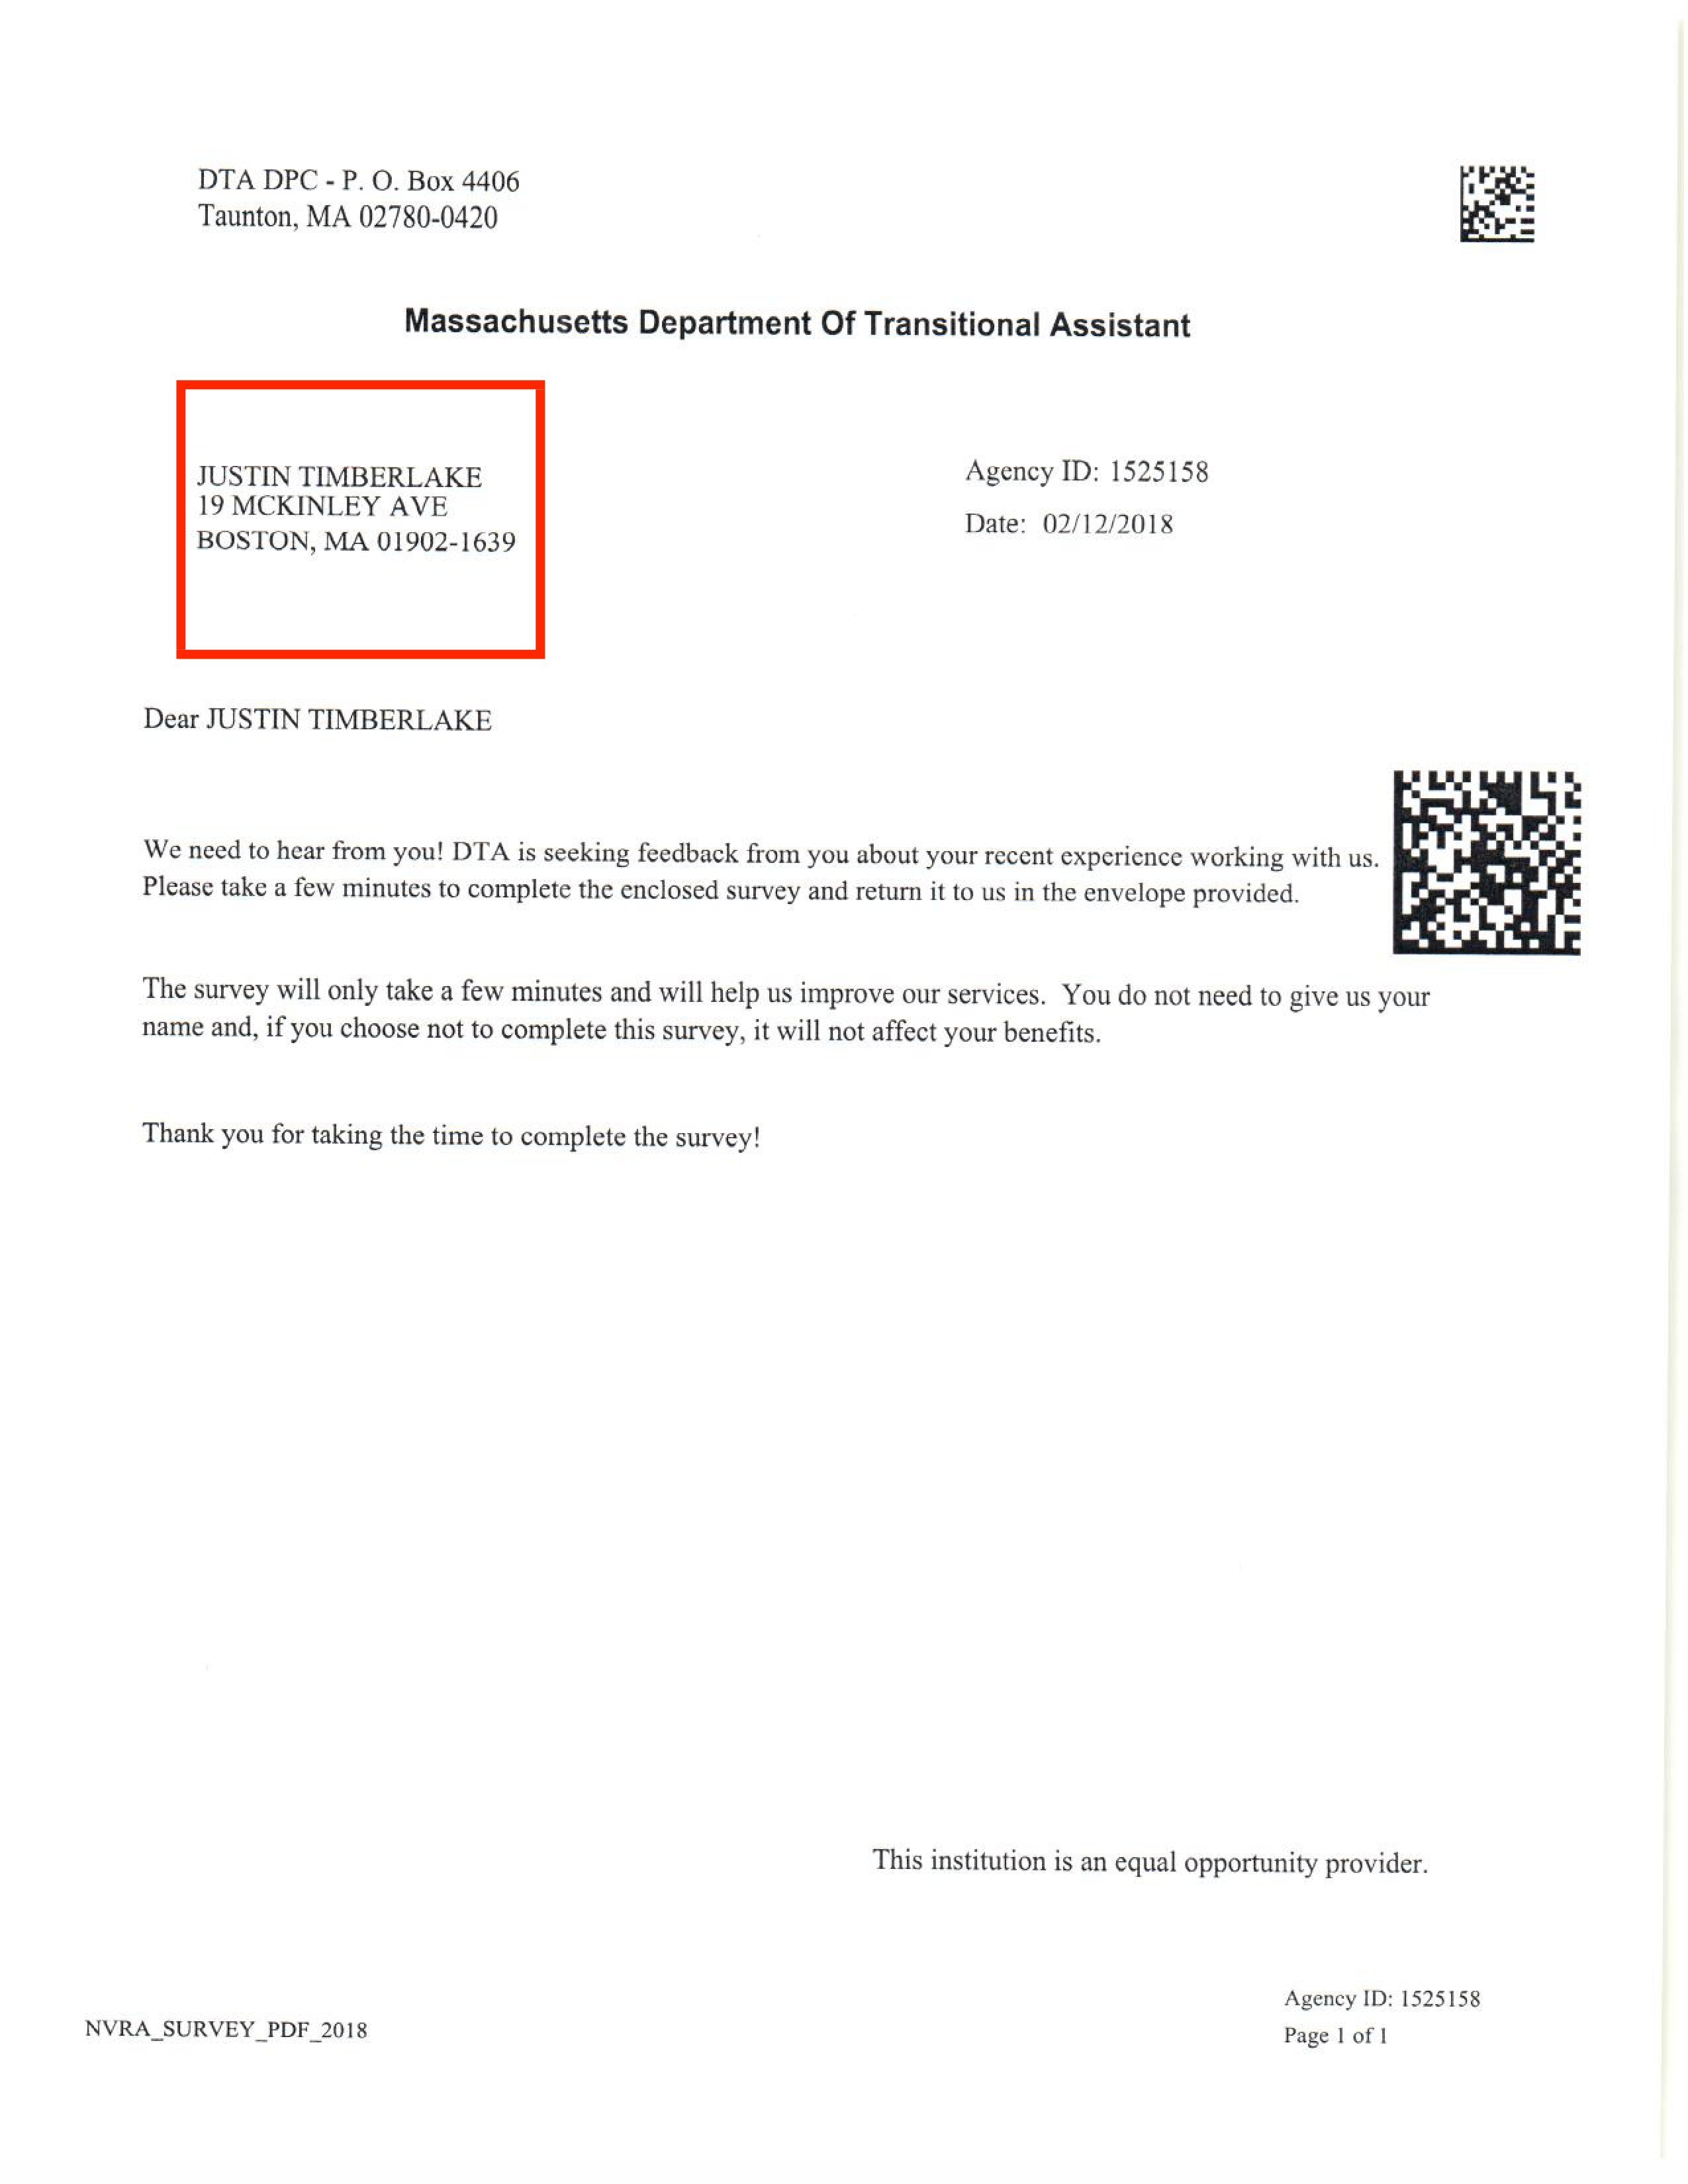 DTA DPC - P. O. Box 4406
Taunton, MA 02780-0420
Massachusetts Department Of Transitional Assistant
JUSTIN TIMBERLAKE
19 MCKINLEY AVE
BOSTON, MA 01902-1639
Agency ID: 1525158
Date: 02/12/2018
Dear JUSTIN TIMBERLAKE
We need to hear from you! DTA is seeking feedback from you about your recent experience working with us.
Please take a few minutes to complete the enclosed survey and return it to us in the envelope provided.
The survey will only take a few minutes and will help us improve our services. You do not need to give us your
name and, if you choose not to complete this survey, it will not affect your benefits.
Thank you for taking the time to complete the survey!
This institution is an equal opportunity provider.
Agency ID: 1525158
NVRA_SURVEY_PDF_2018
Page 1 of 1